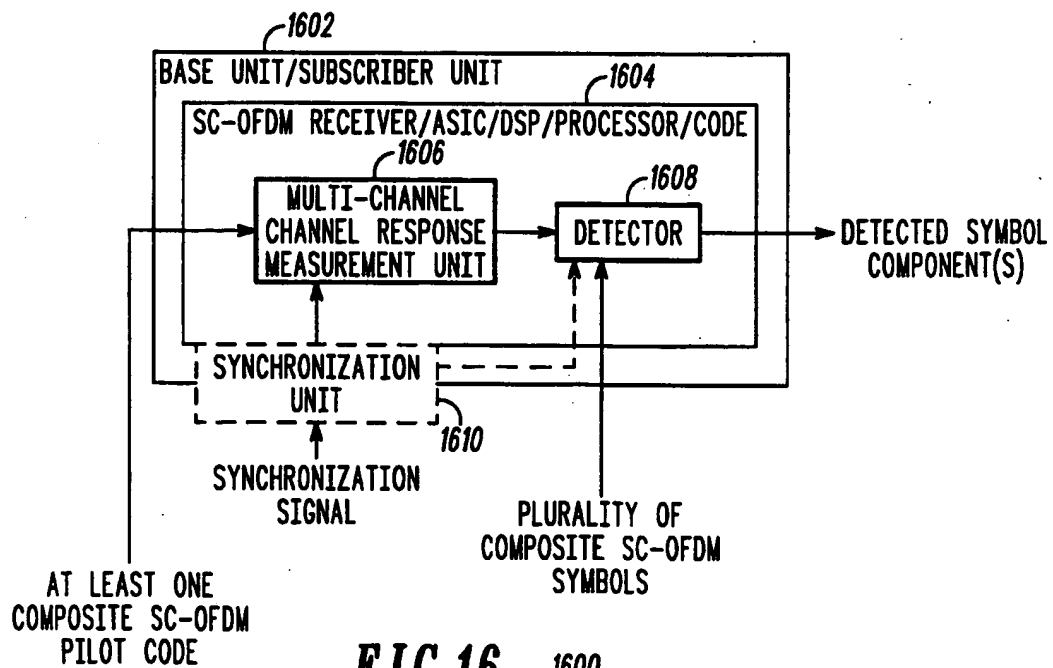 1602
BASE UNIT/SUBSCRIBER UNIT
1604
SC-OFDM RECEIVER/ASIC/DSP/PROCESSOR/CODE
1606
MULTI-CHANNEL
CHANNEL RESPONSE
MEASUREMENT UNIT
1608
DETECTOR
DETECTED SYMBOL
COMPONENT(S)
SYNCHRONIZATION
UNIT
1610
SYNCHRONIZATION
SIGNAL
PLURALITY OF
COMPOSITE SC-OFDM
SYMBOLS
AT LEAST ONE
COMPOSITE SC-OFDM
PILOT CODE
FIG.16
1600